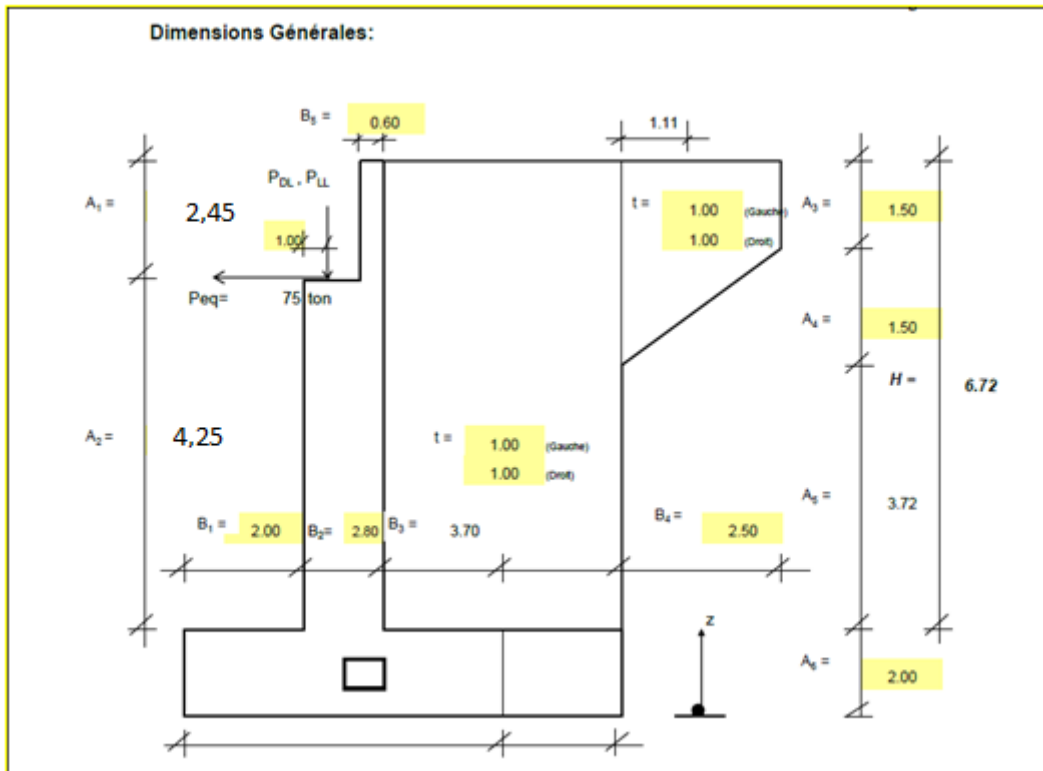 Dimensions Générales:
B5 = 0.60
1.11
PDL , PLL
A1 = 2,45
t = 1.00 (Gauche)
1.00 (Droit)
A3 = 1.50
1.00
Peq= 75 ton
A4 = 1.50
H = 6.72
A2 = 4,25
t = 1.00 (Gauche)
1.00 (Droit)
A5 = 3.72
B1 = 2.00 B2= 2.80 B3 = 3.70 B4 = 2.50
z
A6 = 2.00